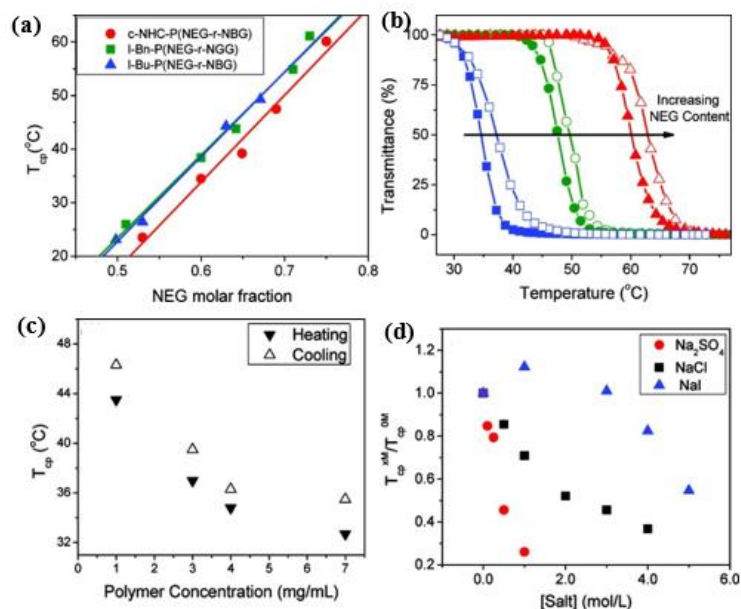 (a)
c-NHC-P(NEG-r-NBG)
l-Bn-P(NEG-r-NGG)
l-Bu-P(NEG-r-NBG)
60
50
40
30
20
T_cp(°C)
0.5 0.6 0.7 0.8
NEG molar fraction
(b)
100
75
50
25
0
Transmittance (%)
Increasing
NEG Content
30 40 50 60 70
Temperature (°C)
(c)
Heating
Cooling
48
44
40
36
32
T_cp (°C)
0 1 2 3 4 5 6 7
Polymer Concentration (mg/mL)
(d)
Na₂SO₄
NaCl
NaI
1.2
1.0
0.8
0.6
0.4
0.2
T_cp^xM/T_cp^0M
0.0 2.0 4.0 6.0
[Salt] (mol/L)